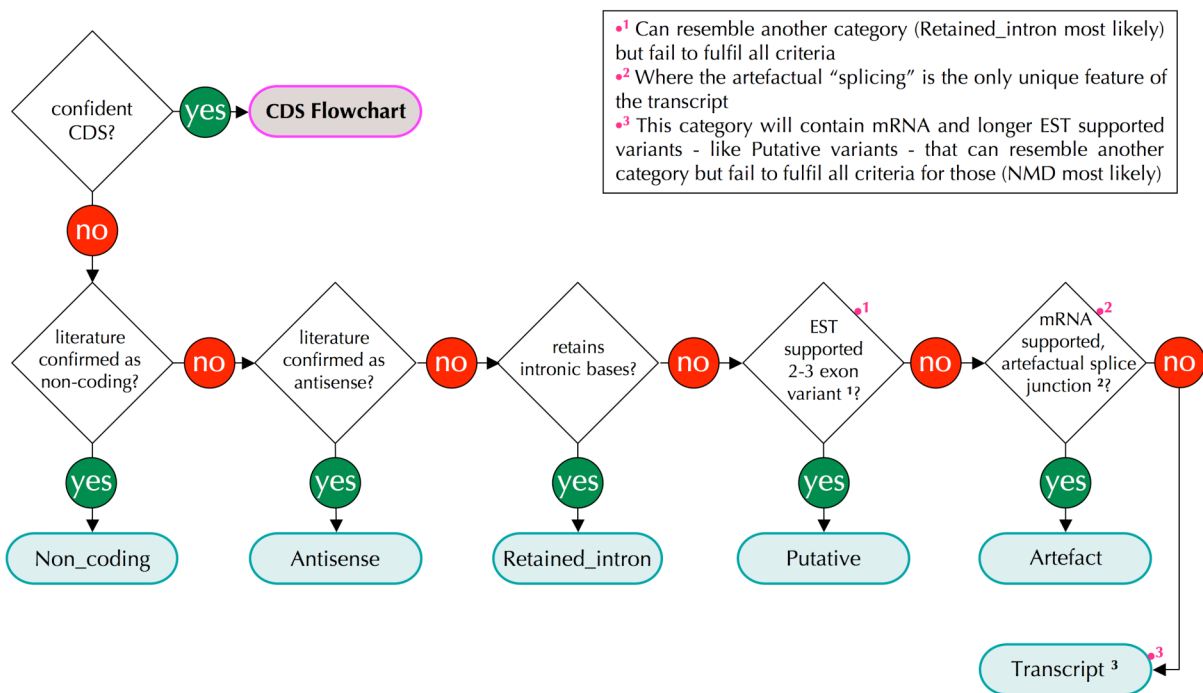 •1 Can resemble another category (Retained_intron most likely)
but fail to fulfil all criteria
•2 Where the artefactual “splicing” is the only unique feature of
the transcript
•3 This category will contain mRNA and longer EST supported
variants - like Putative variants - that can resemble another
category but fail to fulfil all criteria for those (NMD most likely)
confident
CDS?
yes
CDS Flowchart
no
literature
confirmed as
non-coding?
no
literature
confirmed as
antisense?
no
retains
intronic bases?
no
•1
EST
supported
2-3 exon
variant 1?
no
•2
mRNA
supported,
artefactual splice
junction 2?
no
yes
yes
yes
yes
yes
Non_coding
Antisense
Retained_intron
Putative
Artefact
Transcript 3
•3